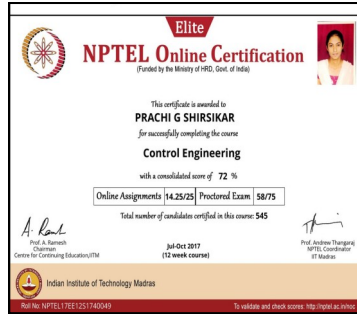 Elite
NPTEL Online Certification
(Funded by the Ministry of HRD, Govt. of India)
This certificate is awarded to
PRACHI G SHIRSIKAR
for successfully completing the course
Control Engineering
with a consolidated score of 72 %
Online Assignments 14.25/25 Proctored Exam 58/75
Total number of candidates certified in this course: 545
Prof. A. Ramesh
Chairman
Centre for Continuing Education,IITM
Jul-Oct 2017
(12 week course)
Prof. Andrew Thangaraj
NPTEL Coordinator
IIT Madras
Indian Institute of Technology Madras
Roll No: NPTEL17EE12S1740049
To validate and check scores: http://nptel.ac.in/noc